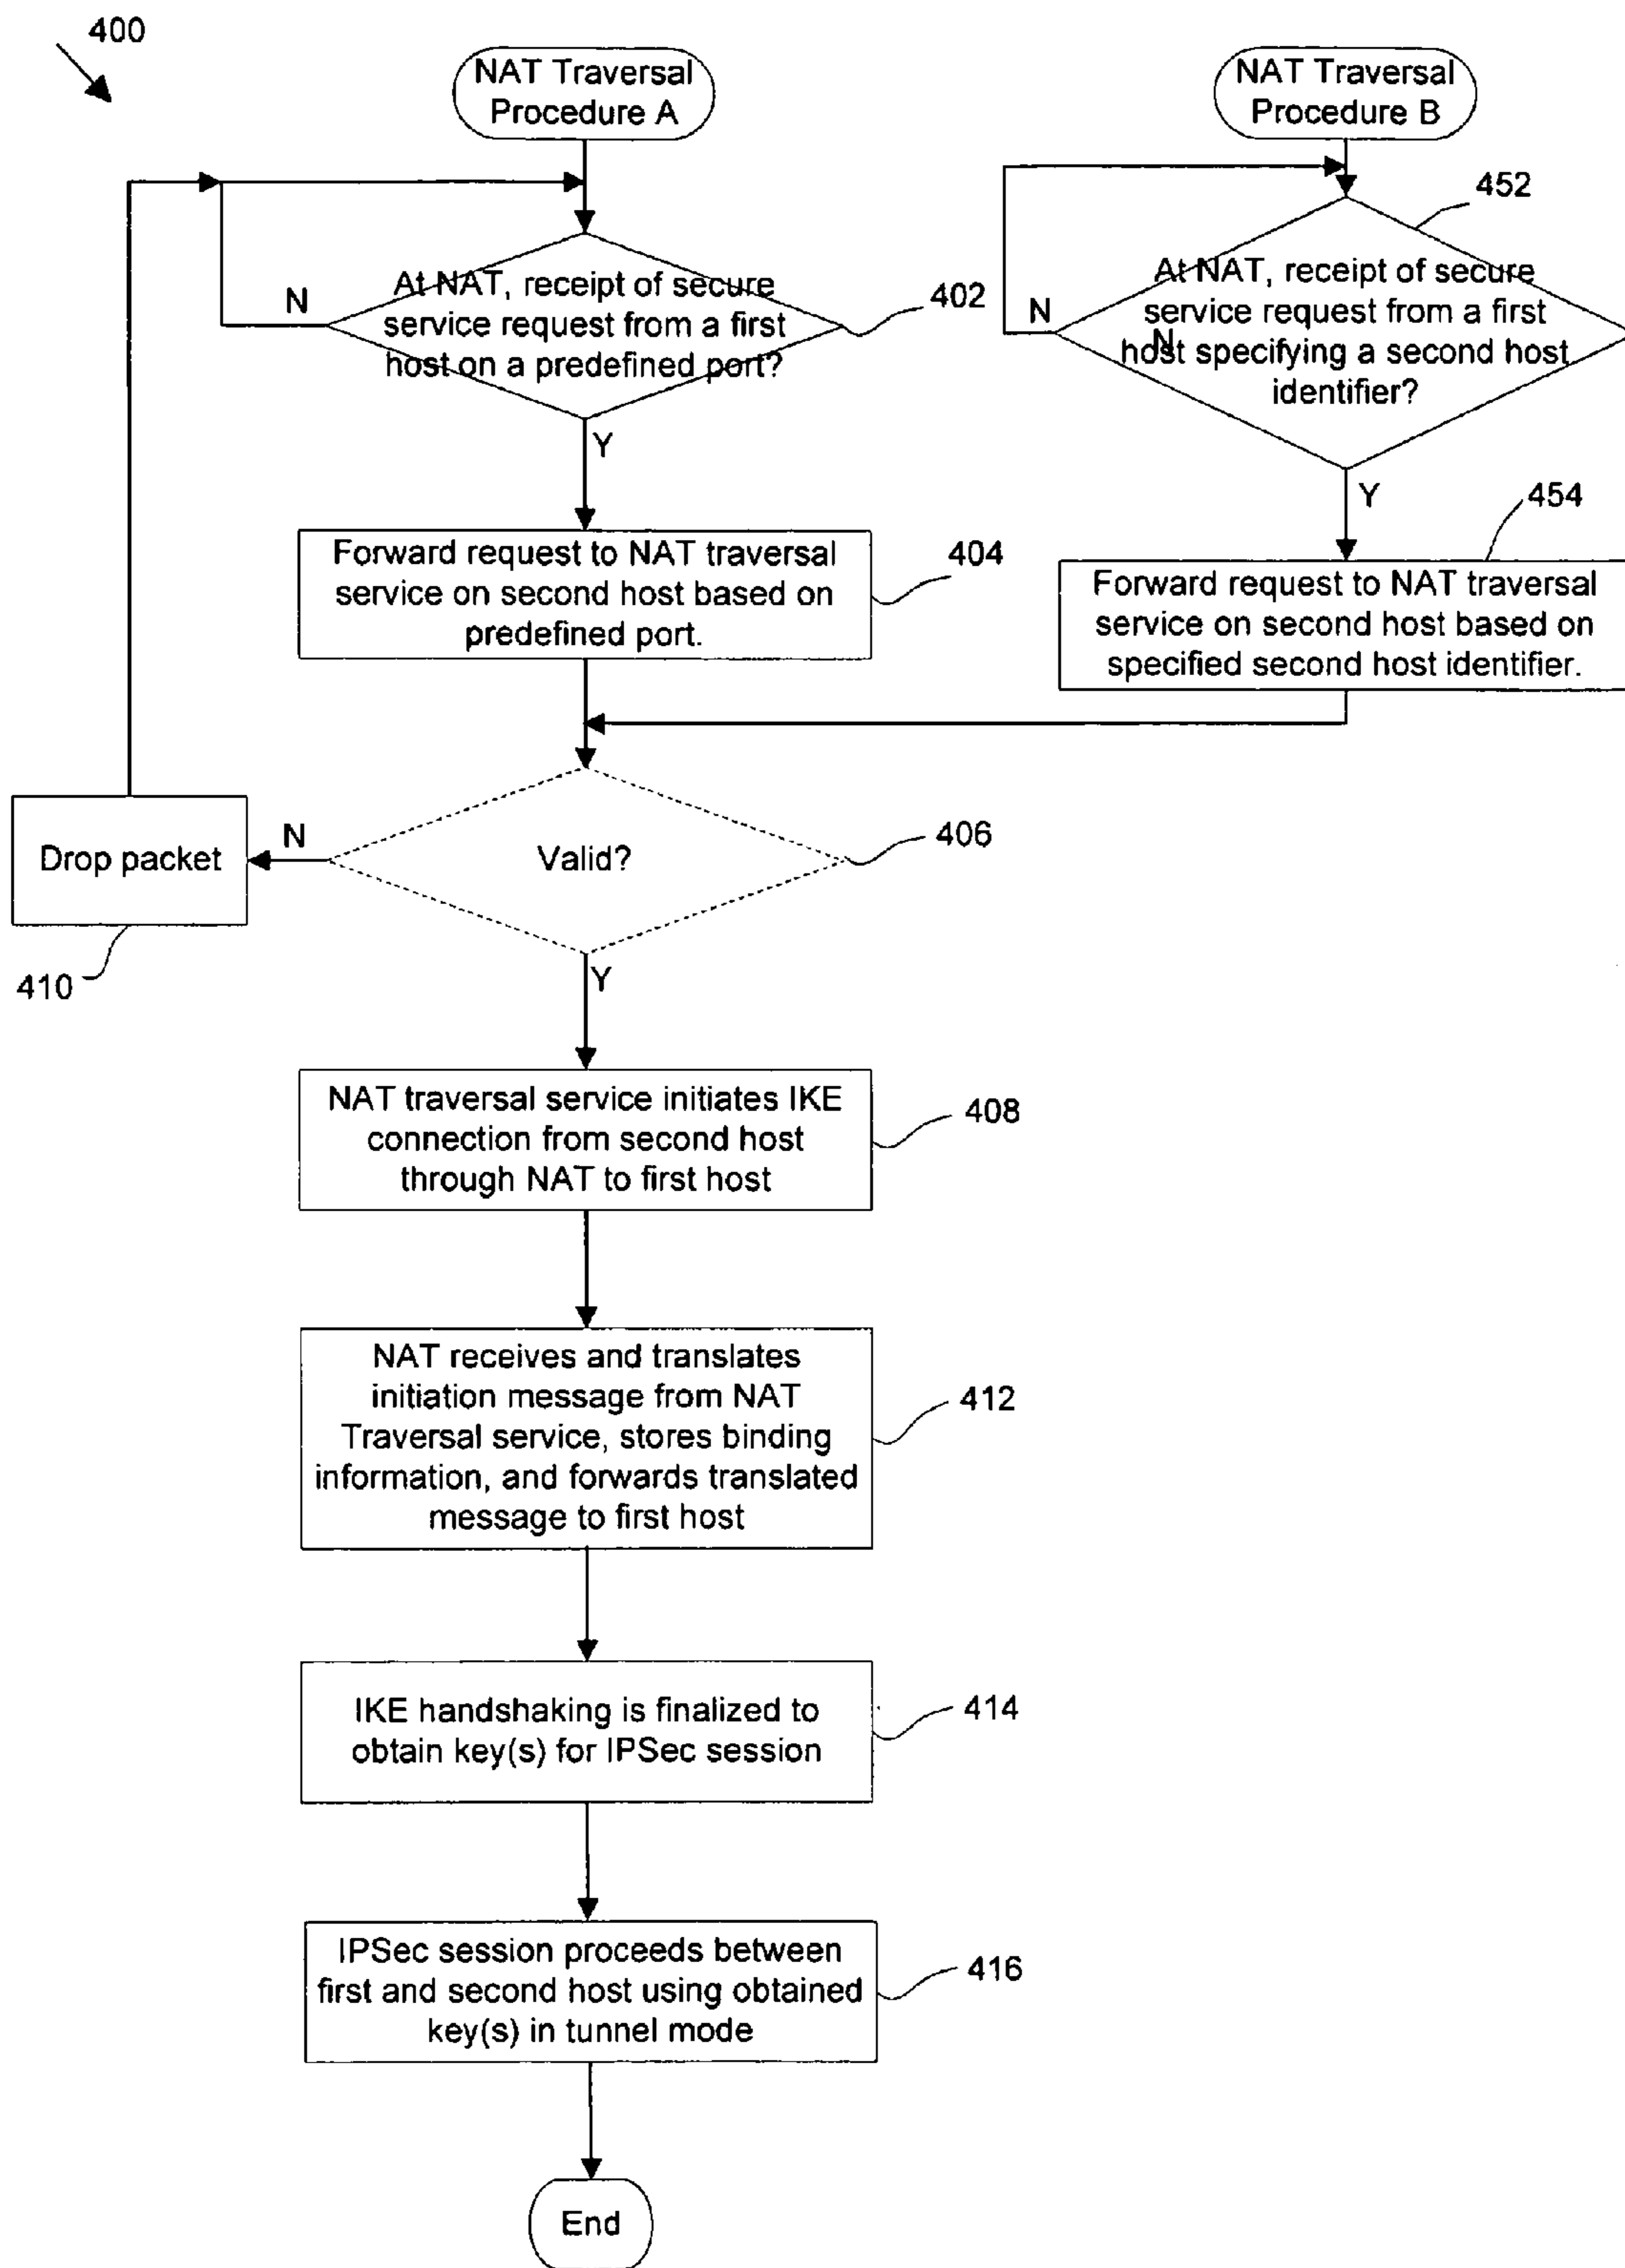 400
NAT Traversal
Procedure A
NAT Traversal
Procedure B
452
At NAT, receipt of secure
service request from a first
host on a predefined port?
N
402
Y
At NAT, receipt of secure
service request from a first
host specifying a second host
identifier?
N
N
Y
454
Forward request to NAT traversal
service on second host based on
predefined port.
404
Forward request to NAT traversal
service on second host based on
specified second host identifier.
Valid?
406
N
Drop packet
410
Y
NAT traversal service initiates IKE
connection from second host
through NAT to first host
408
NAT receives and translates
initiation message from NAT
Traversal service, stores binding
information, and forwards translated
message to first host
412
IKE handshaking is finalized to
obtain key(s) for IPSec session
414
IPSec session proceeds between
first and second host using obtained
key(s) in tunnel mode
416
End